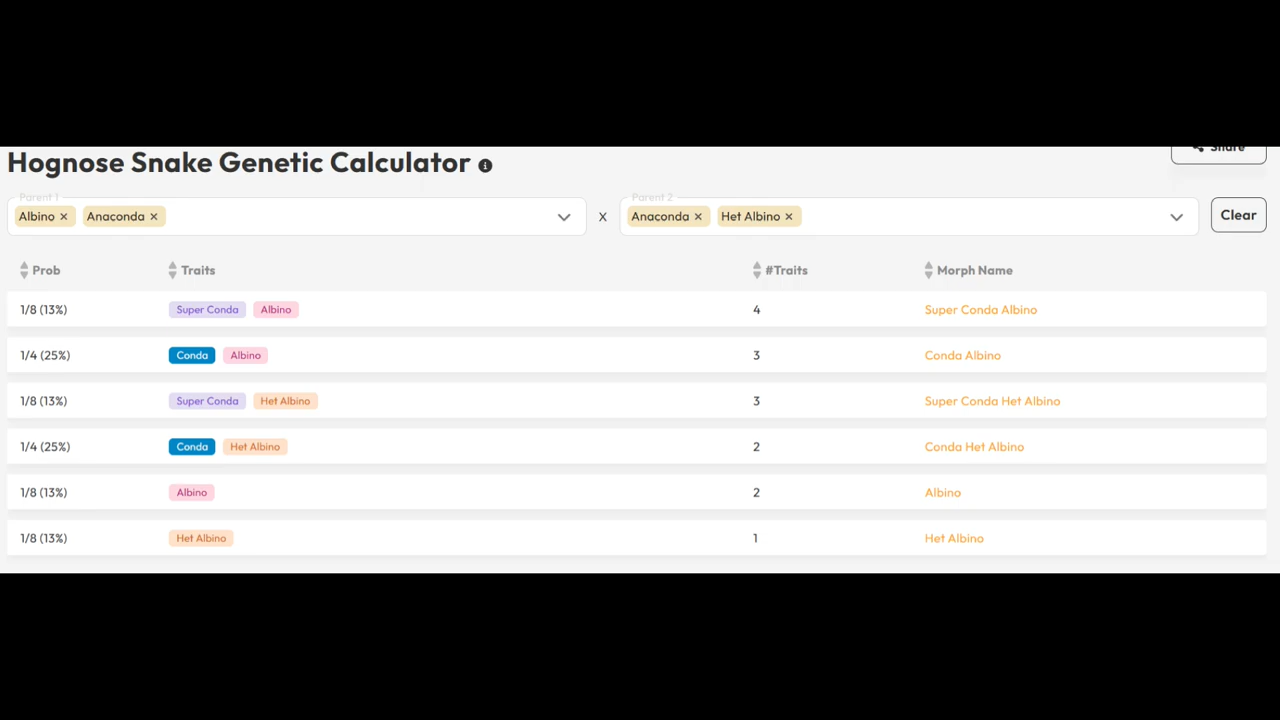 Share
Hognose Snake Genetic Calculator
Parent 1
Parent 2
Albino × Anaconda × X Anaconda × Het Albino × Clear
Prob Traits #Traits Morph Name
1/8 (13%) Super Conda Albino 4 Super Conda Albino
1/4 (25%) Conda Albino 3 Conda Albino
1/8 (13%) Super Conda Het Albino 3 Super Conda Het Albino
1/4 (25%) Conda Het Albino 2 Conda Het Albino
1/8 (13%) Albino 2 Albino
1/8 (13%) Het Albino 1 Het Albino